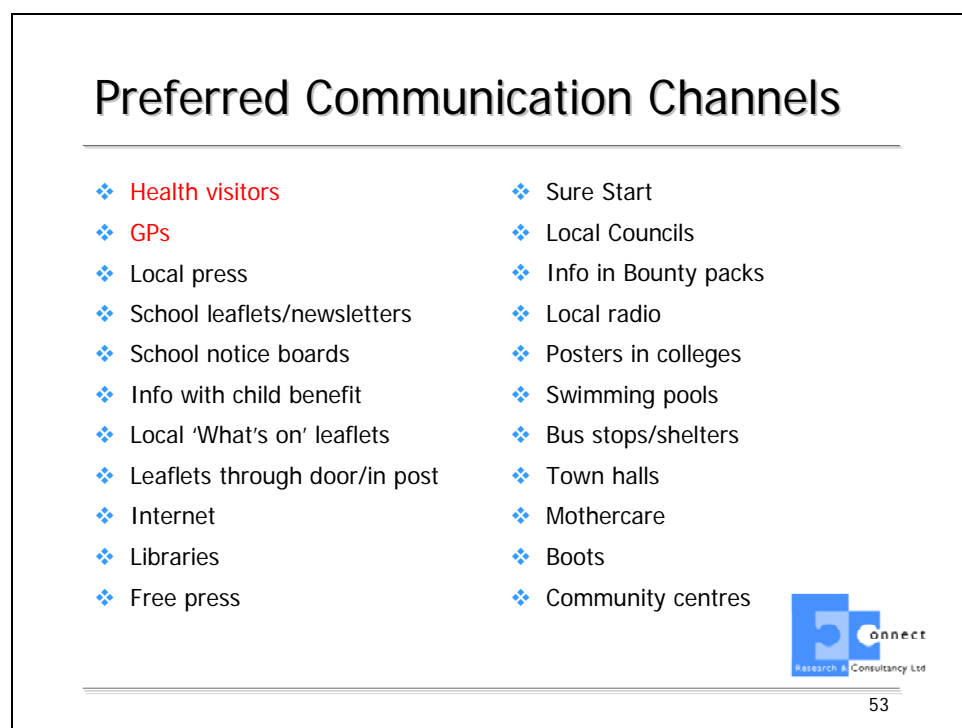 Preferred Communication Channels
Health visitors
GPs
Local press
School leaflets/newsletters
School notice boards
Info with child benefit
Local ‘What’s on’ leaflets
Leaflets through door/in post
Internet
Libraries
Free press
Sure Start
Local Councils
Info in Bounty packs
Local radio
Posters in colleges
Swimming pools
Bus stops/shelters
Town halls
Mothercare
Boots
Community centres
Connect
Research & Consultancy Ltd
53